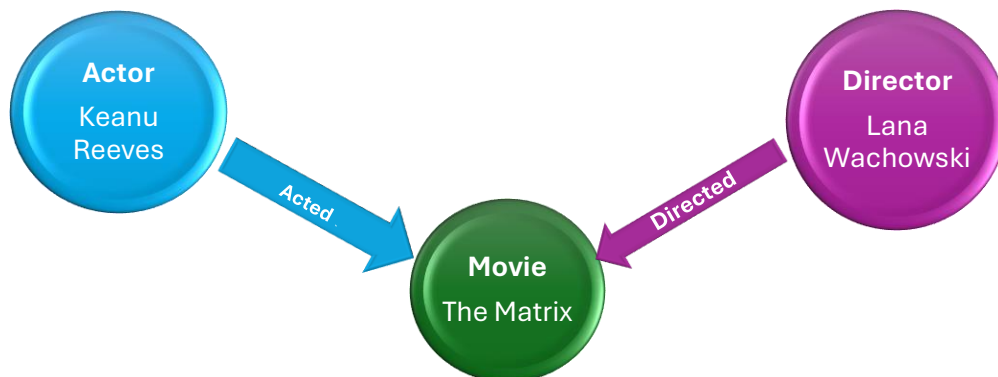 Actor
Keanu
Reeves
Acted
Director
Lana
Wachowski
Directed
Movie
The Matrix